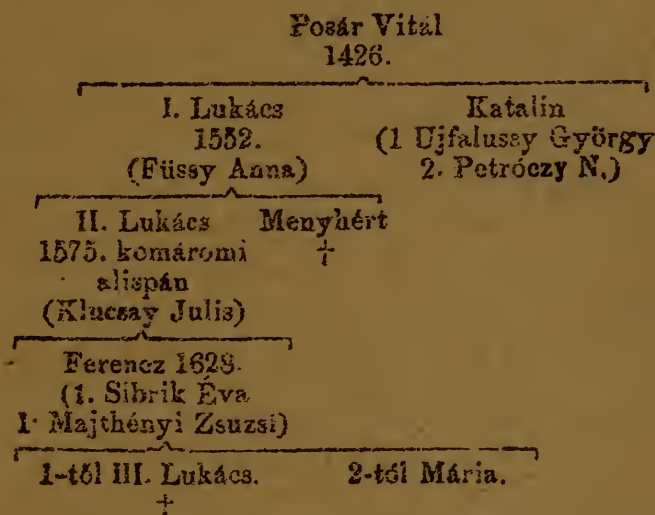 Posár Vitál
1426.
I. Lukács Katalin
1552. (1 Ujfalussy György
(Füssy Anna) 2. Petróczy N.)
II. Lukács Menyhért
1575. komáromi †
alispán
(Klucsay Julis)
Ferencz 1628.
(1. Sibrik Éva
I· Majthényi Zsuzsi)
1-től III. Lukács. 2-tól Mária.
†